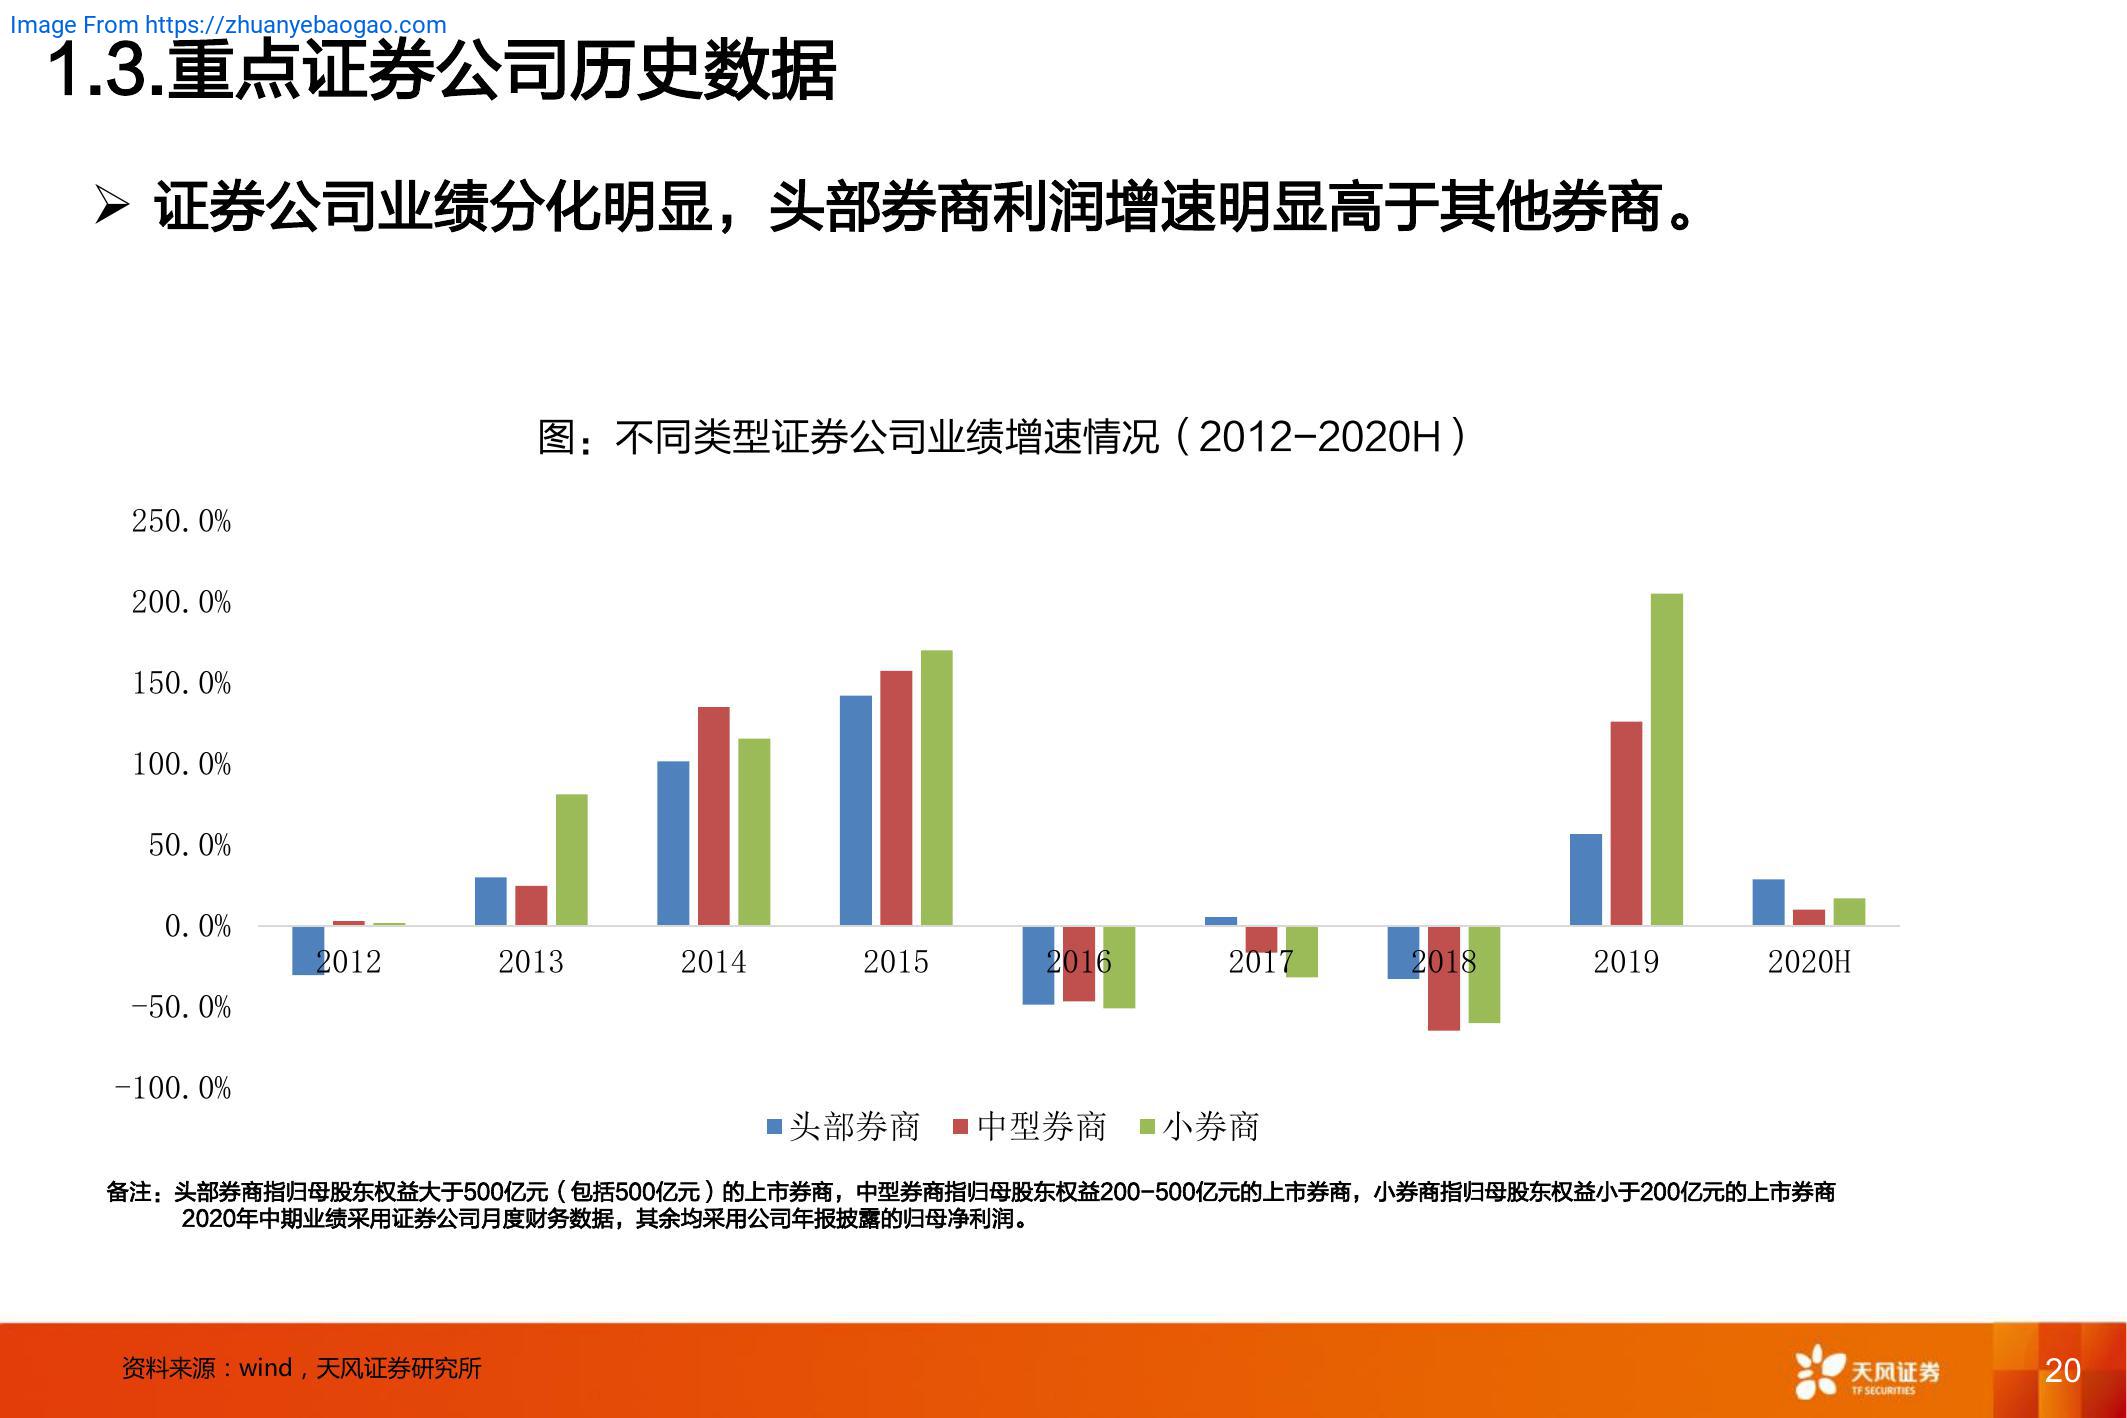 Image From https://zhuanyebaogao.com
1.3.重点证券公司历史数据
➢ 证券公司业绩分化明显，头部券商利润增速明显高于其他券商。
图：不同类型证券公司业绩增速情况（2012-2020H）
250.0%
200.0%
150.0%
100.0%
50.0%
0.0%
-50.0%
-100.0%
2012 2013 2014 2015 2016 2017 2018 2019 2020H
头部券商 中型券商 小券商
备注：头部券商指归母股东权益大于500亿元（包括500亿元）的上市券商，中型券商指归母股东权益200-500亿元的上市券商，小券商指归母股东权益小于200亿元的上市券商
2020年中期业绩采用证券公司月度财务数据，其余均采用公司年报披露的归母净利润。
资料来源：wind，天风证券研究所
天风证券
TF SECURITIES
20